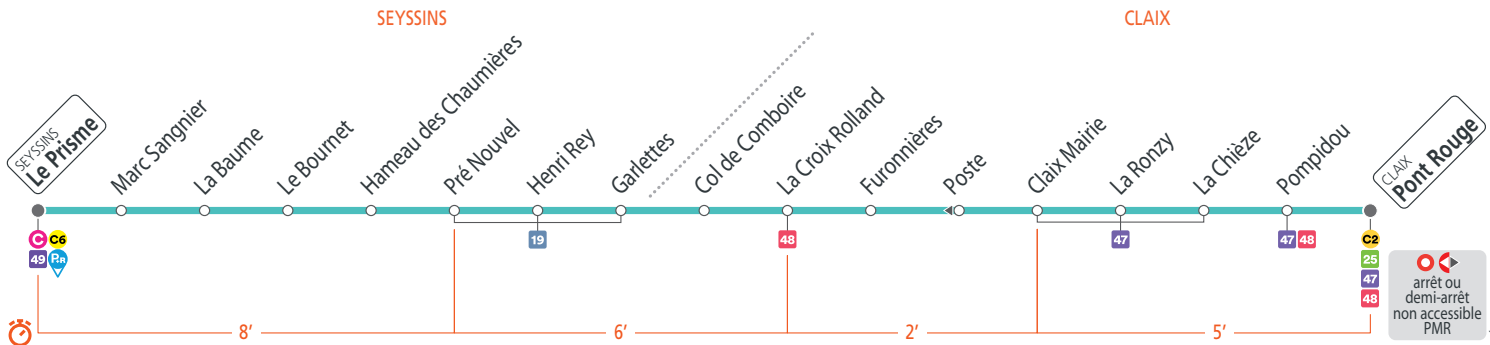 SEYSSINS
CLAIX
SEYSSINS
Le Prisme
Marc Sangnier
La Baume
Le Bournet
Hameau des Chaumières
Pré Nouvel
Henri Rey
Garlettes
Col de Comboire
La Croix Rolland
Furonnières
Poste
Claix Mairie
La Ronzy
La Chièze
Pompidou
CLAIX
Pont Rouge
C C6
49 P+R
19
48
47
47 48
C2
25
47
48
8’
6’
2’
5’
arrêt ou
demi-arrêt
non accessible
PMR